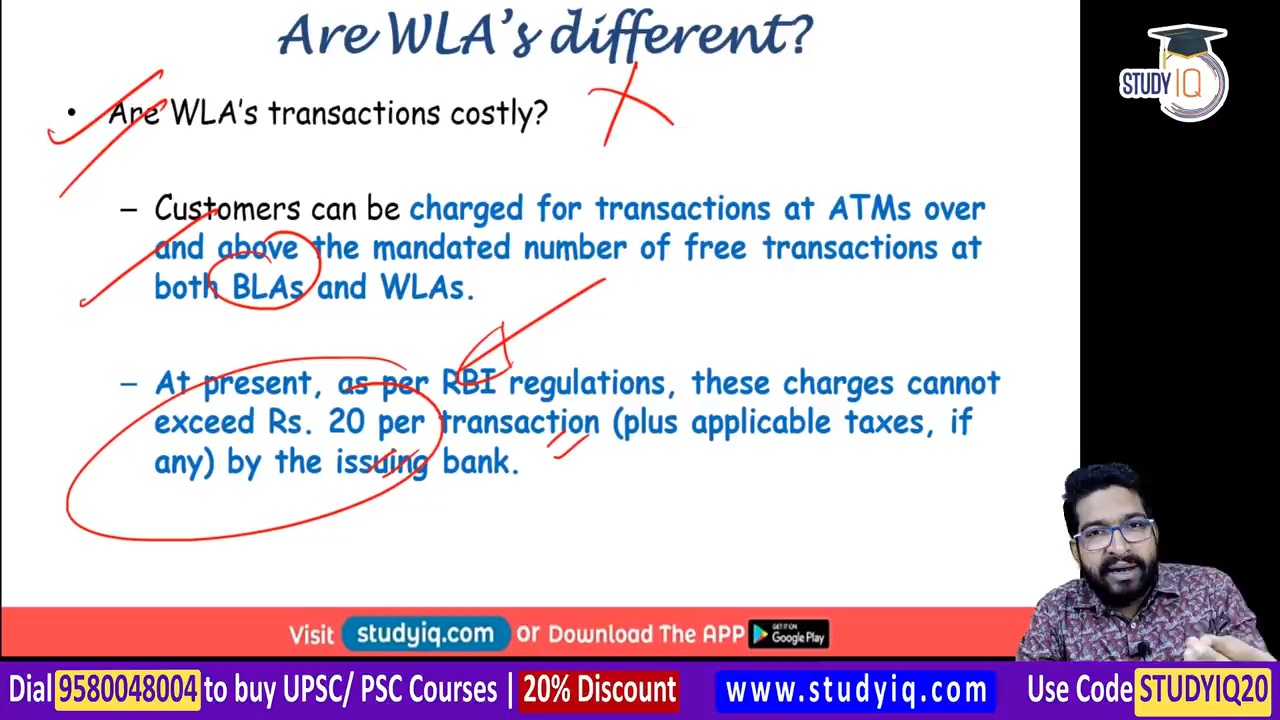 Are WLA's different?
STUDY IQ
• Are WLA's transactions costly?
– Customers can be charged for transactions at ATMs over
and above the mandated number of free transactions at
both BLAs and WLAs.
– At present, as per RBI regulations, these charges cannot
exceed Rs. 20 per transaction (plus applicable taxes, if
any) by the issuing bank.
Visit studyiq.com or Download The APP GET IT ON Google Play
Dial 9580048004 to buy UPSC/ PSC Courses | 20% Discount www.studyiq.com Use Code STUDYIQ20